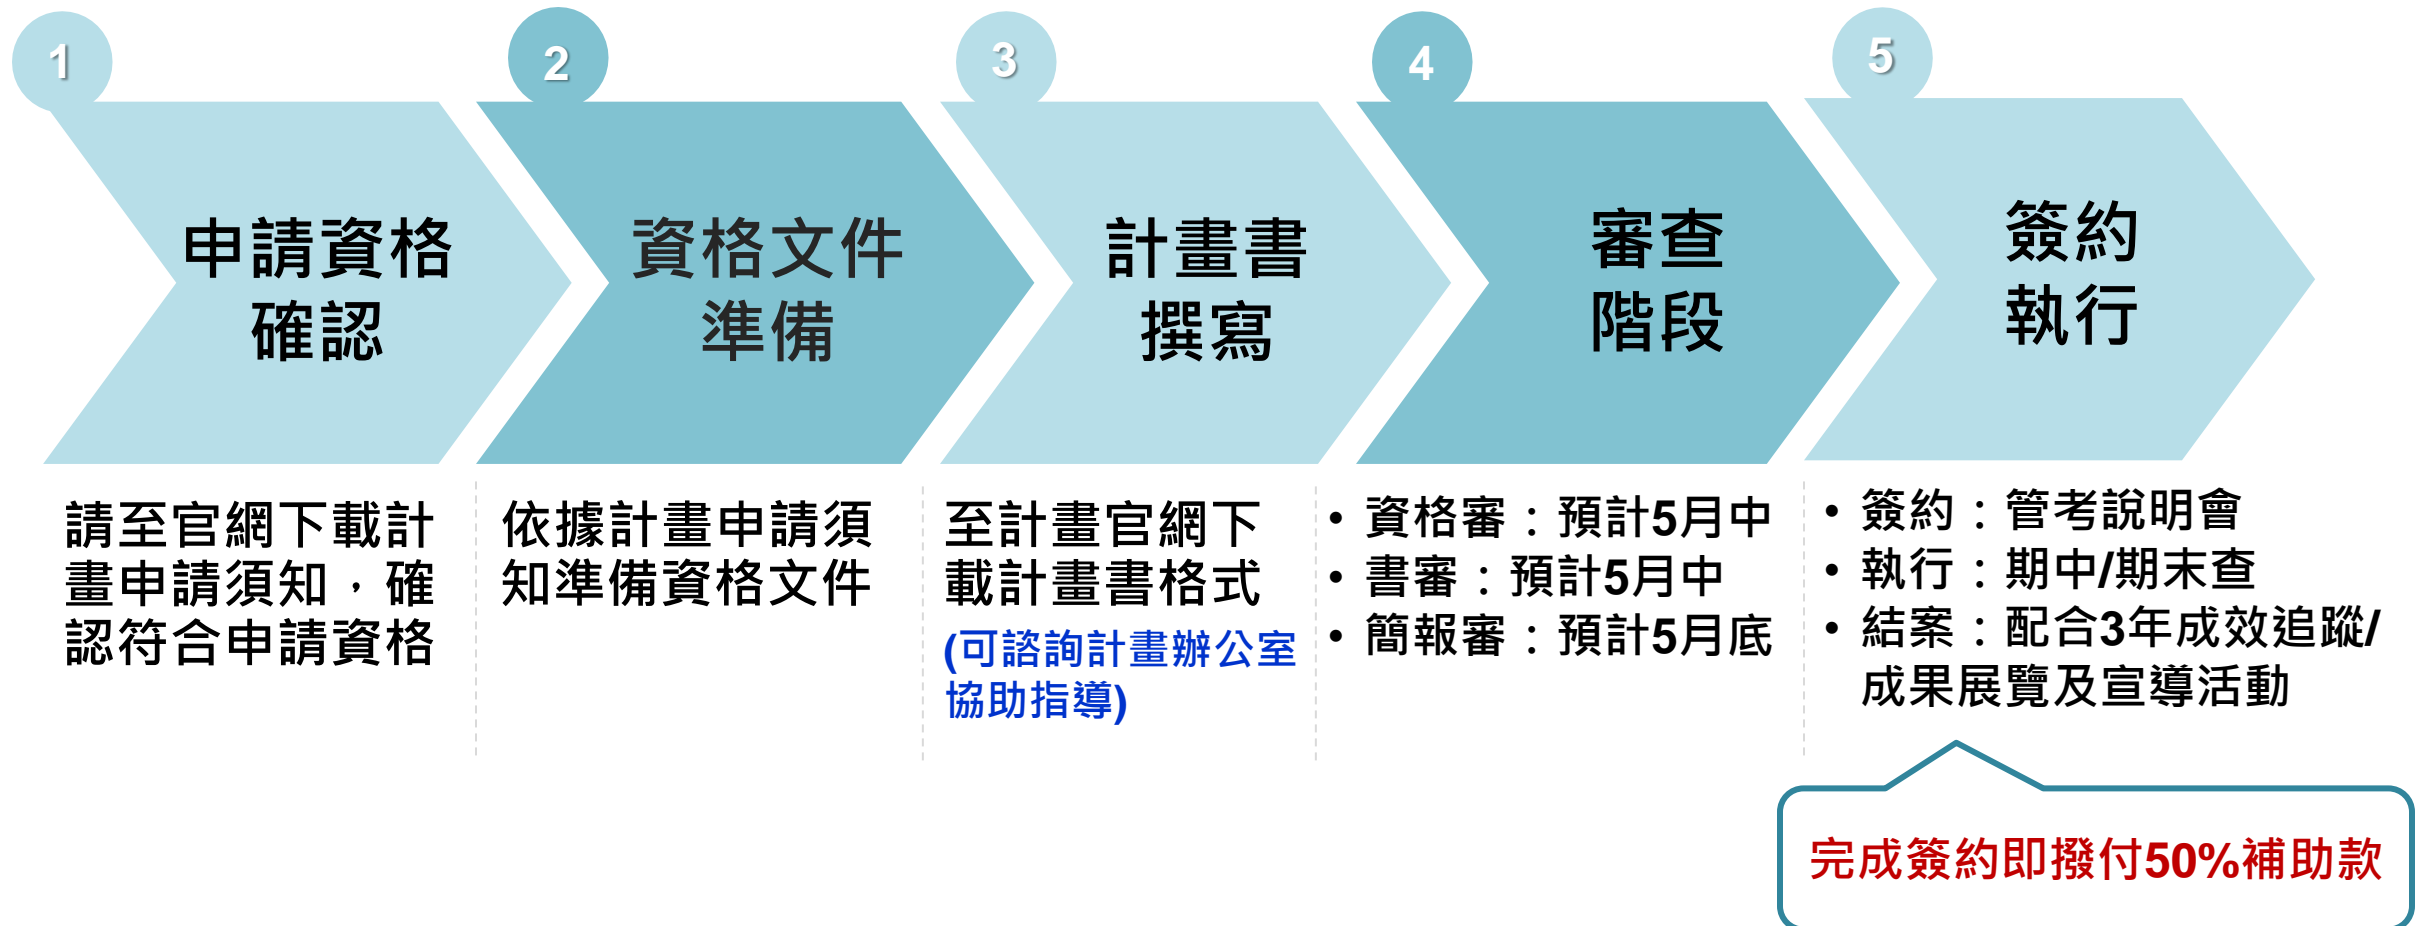 1
申請資格
確認
請至官網下載計
畫申請須知，確
認符合申請資格
2
資格文件
準備
依據計畫申請須
知準備資格文件
3
計畫書
撰寫
至計畫官網下
載計畫書格式
(可諮詢計畫辦公室
協助指導)
4
審查
階段
• 資格審：預計5月中
• 書審：預計5月中
• 簡報審：預計5月底
5
簽約
執行
• 簽約：管考說明會
• 執行：期中/期末查
• 結案：配合3年成效追蹤/
成果展覽及宣導活動
完成簽約即撥付50%補助款